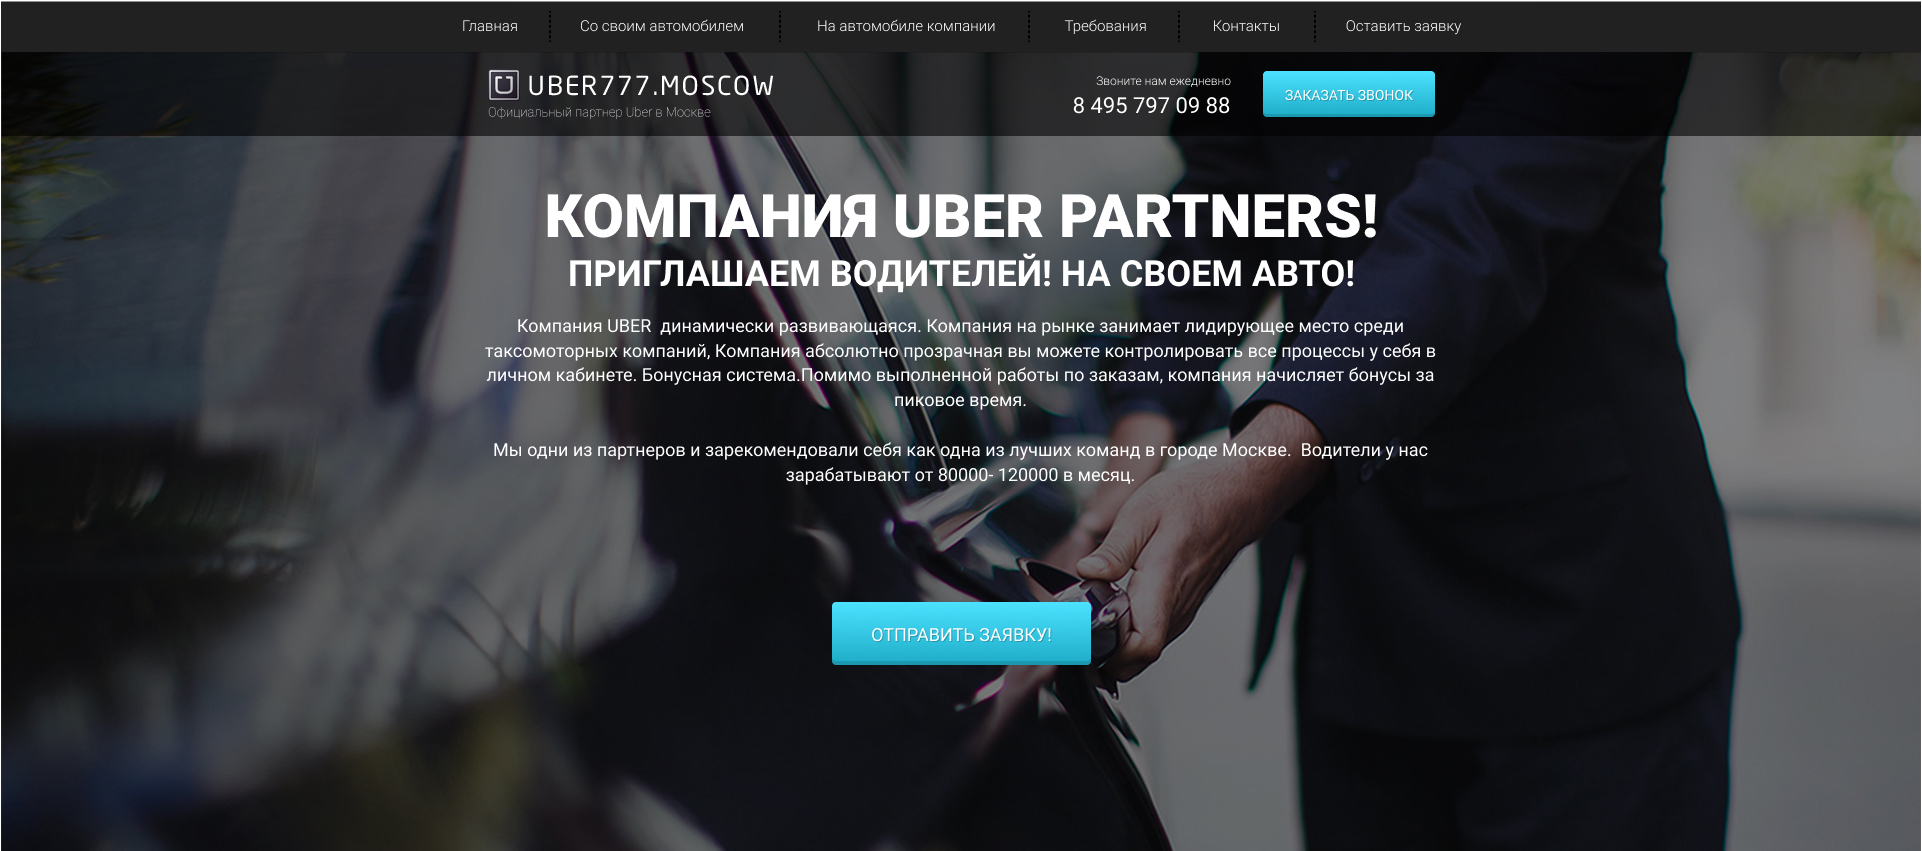 Главная Со своим автомобилем На автомобиле компании Требования Контакты Оставить заявку
UBER777.MOSCOW
Официальный партнер Uber в Москве
Звоните нам ежедневно
8 495 797 09 88
ЗАКАЗАТЬ ЗВОНОК
КОМПАНИЯ UBER PARTNERS!
ПРИГЛАШАЕМ ВОДИТЕЛЕЙ! НА СВОЕМ АВТО!
Компания UBER  динамически развивающаяся. Компания на рынке занимает лидирующее место среди
таксомоторных компаний, Компания абсолютно прозрачная вы можете контролировать все процессы у себя в
личном кабинете. Бонусная система.Помимо выполненной работы по заказам, компания начисляет бонусы за
пиковое время.
Мы одни из партнеров и зарекомендовали себя как одна из лучших команд в городе Москве.  Водители у нас
зарабатывают от 80000- 120000 в месяц.
ОТПРАВИТЬ ЗАЯВКУ!